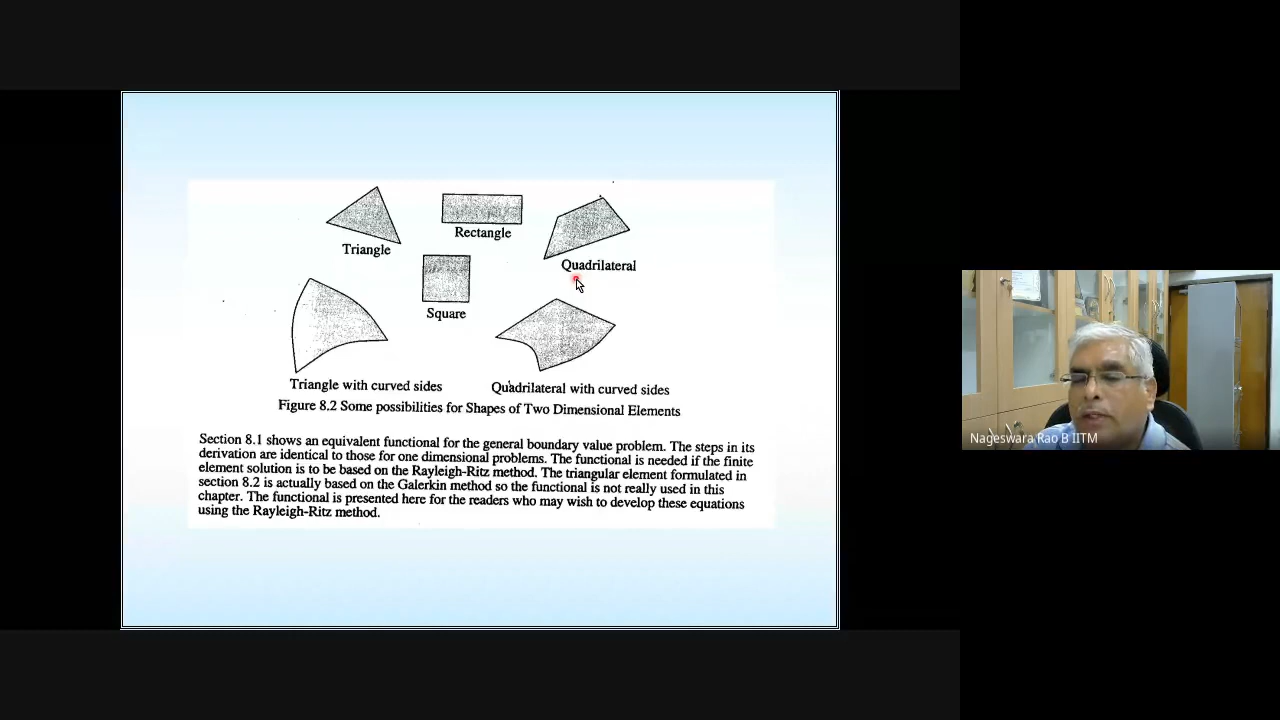 Triangle
Rectangle
Quadrilateral
Square
Triangle with curved sides
Quadrilateral with curved sides
Figure 8.2 Some possibilities for Shapes of Two Dimensional Elements
Section 8.1 shows an equivalent functional for the general boundary value problem. The steps in its
derivation are identical to those for one dimensional problems. The functional is needed if the finite
element solution is to be based on the Rayleigh-Ritz method. The triangular element formulated in
section 8.2 is actually based on the Galerkin method so the functional is not really used in this
chapter. The functional is presented here for the readers who may wish to develop these equations
using the Rayleigh-Ritz method.
Nageswara Rao B IITM